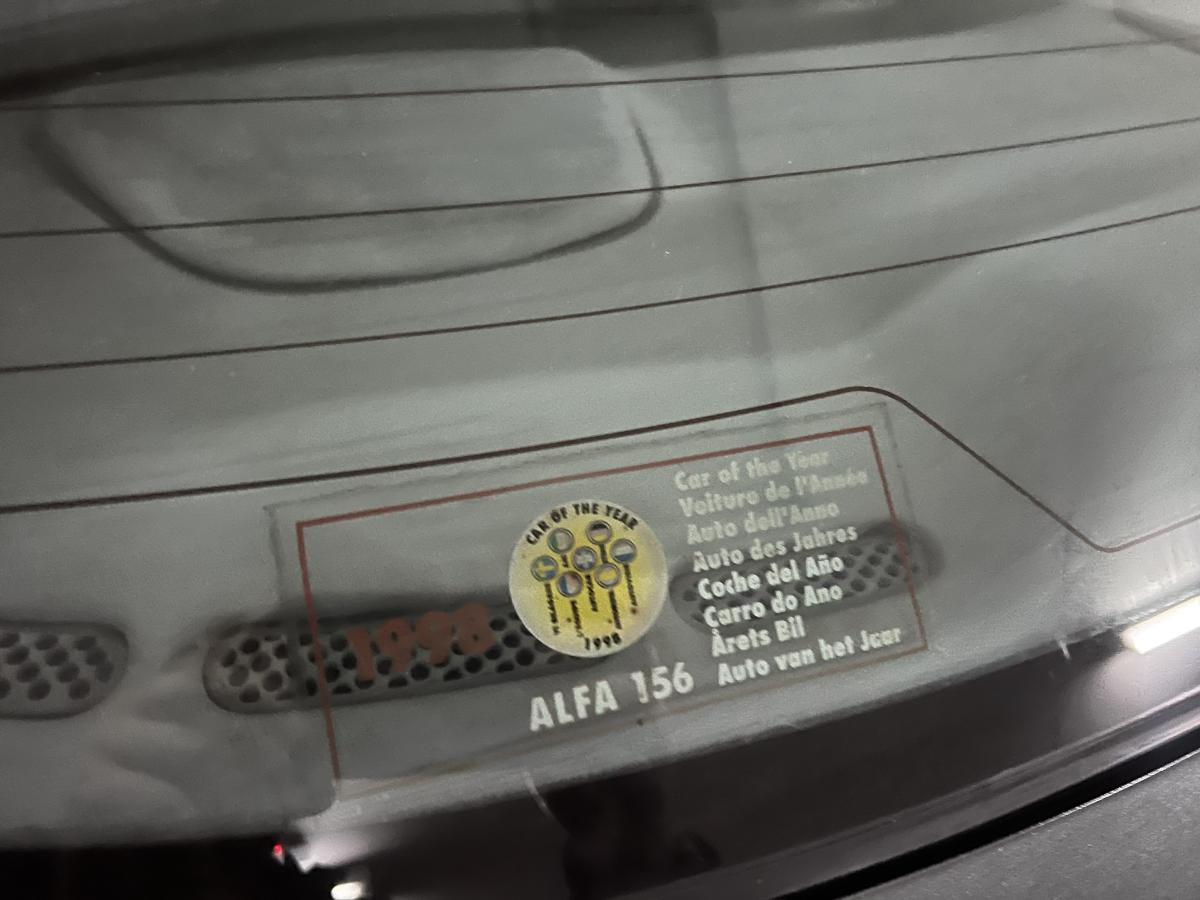 CAR OF THE YEAR
1998
1998
ALFA 156
Car of the Year
Voiture de l'Année
Auto dell'Anno
Auto des Jahres
Coche del Año
Carro do Ano
Årets Bil
Auto van het Jaar